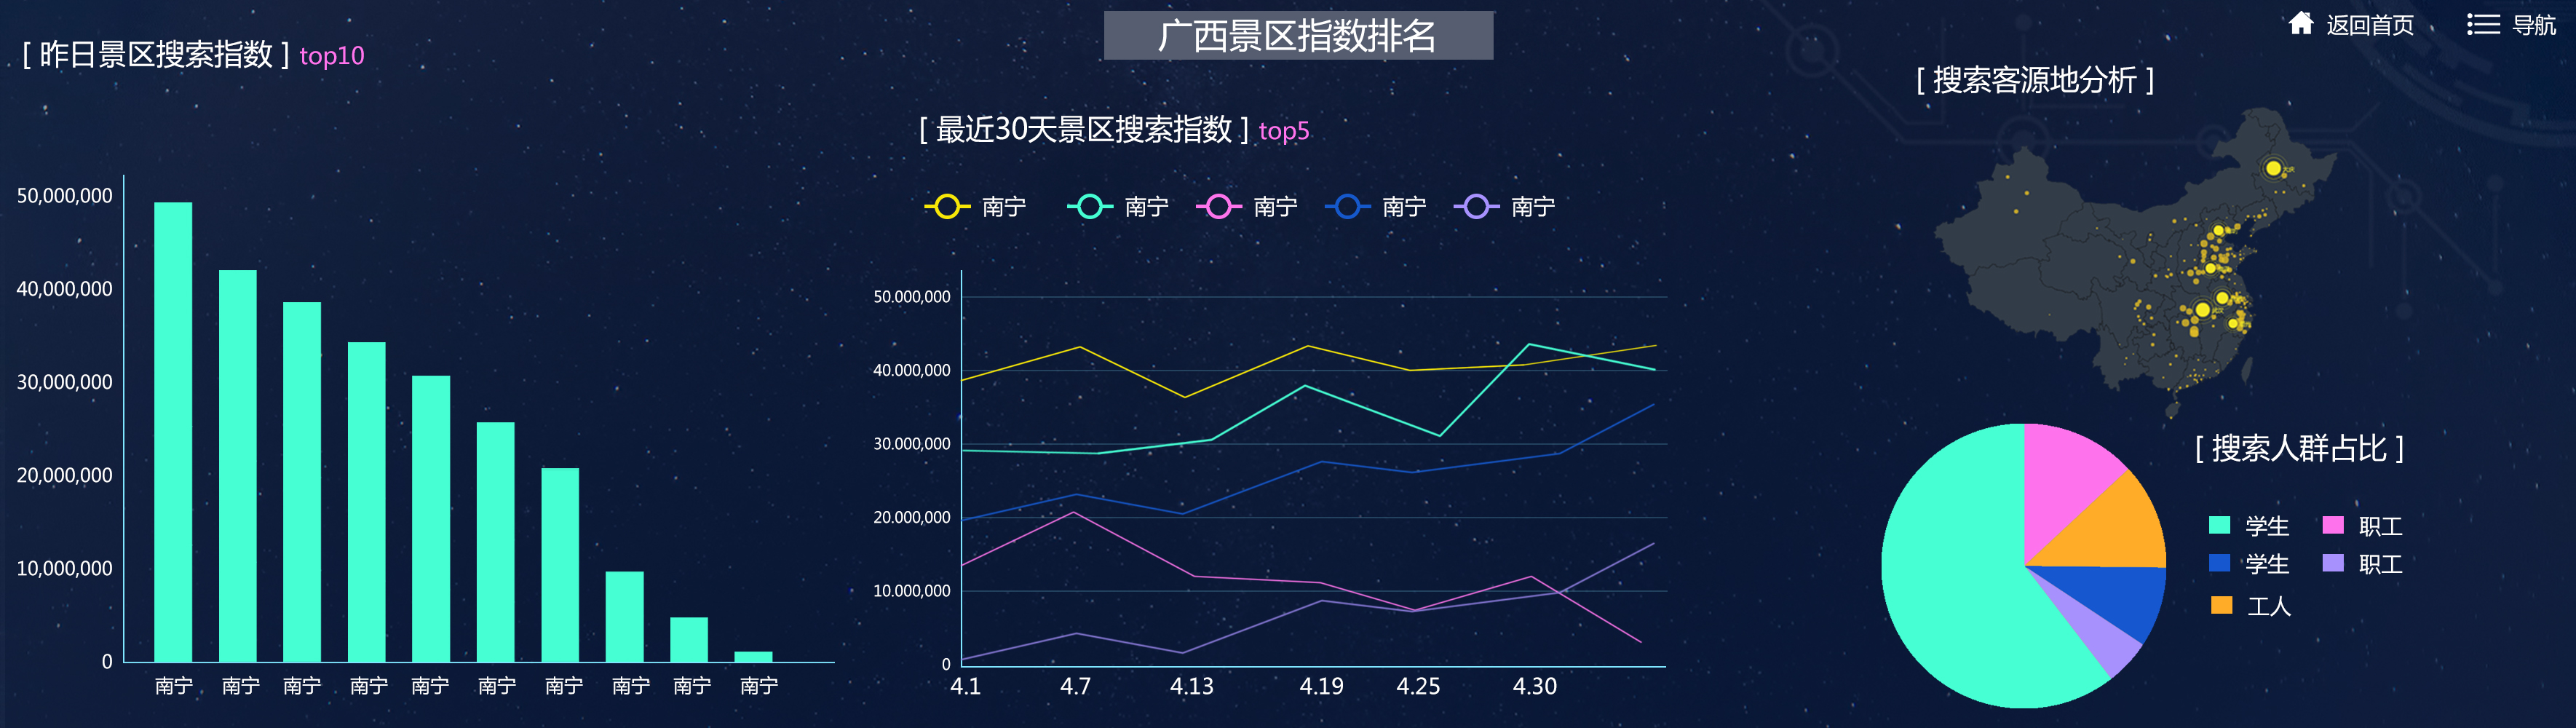 广西景区指数排名
返回首页
导航
[ 昨日景区搜索指数 ] top10
50,000,000
40,000,000
30,000,000
20,000,000
10,000,000
0
南宁 南宁 南宁 南宁 南宁 南宁 南宁 南宁 南宁 南宁
[ 最近30天景区搜索指数 ] top5
南宁 南宁 南宁 南宁 南宁
50.000,000
40.000,000
30.000,000
20.000,000
10.000,000
0
4.1 4.7 4.13 4.19 4.25 4.30
[ 搜索客源地分析 ]
武汉
[ 搜索人群占比 ]
学生 职工
学生 职工
工人